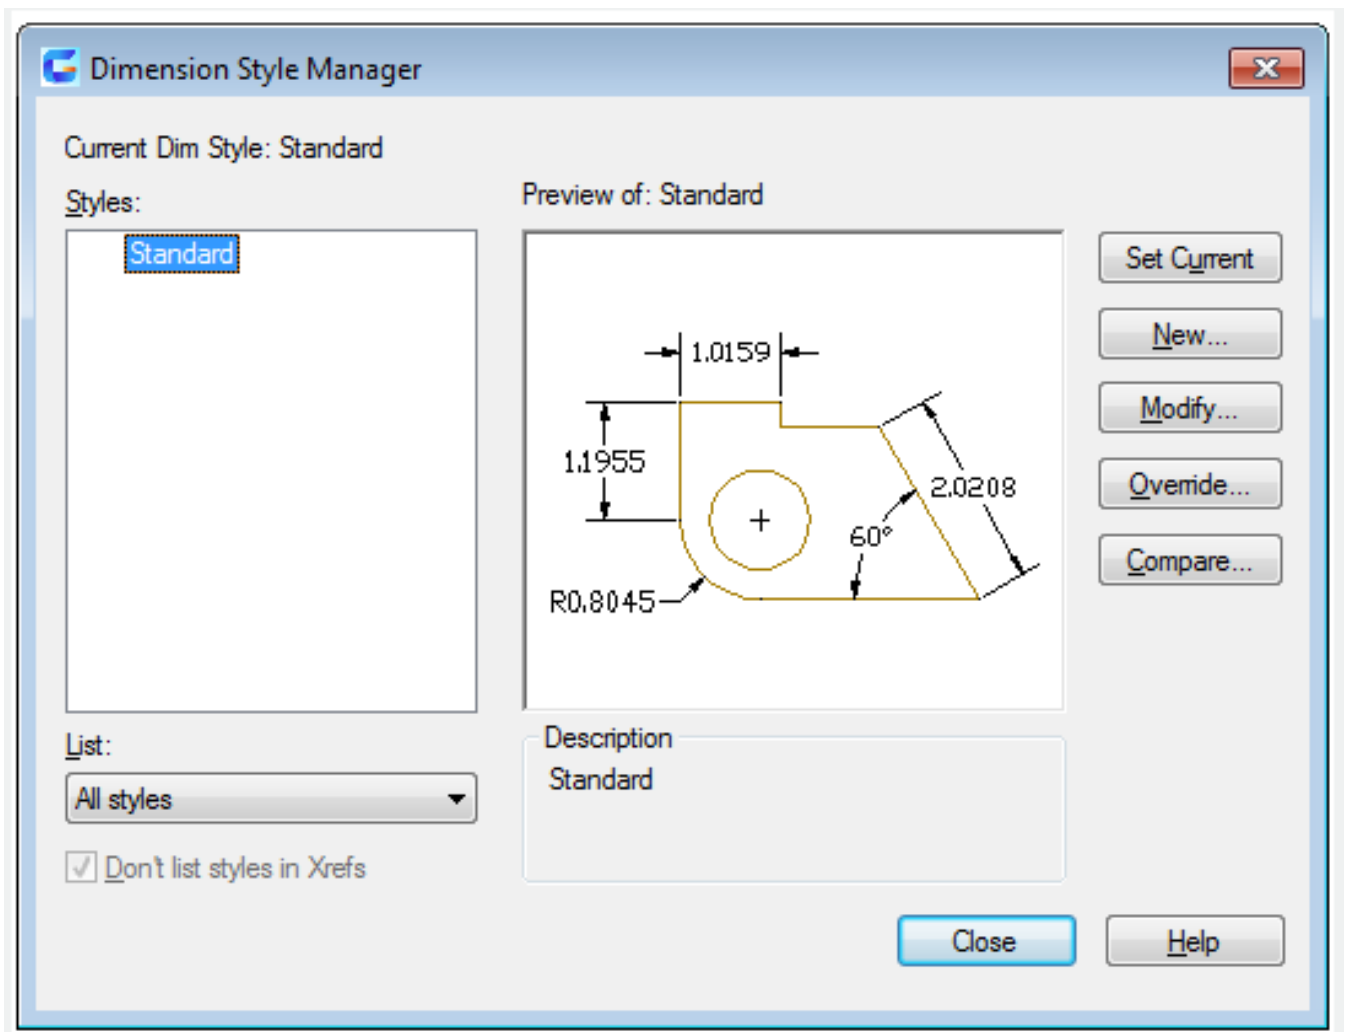 Dimension Style Manager
Current Dim Style: Standard
Styles:
Standard
Preview of: Standard
1.0159
1.1955
2.0208
60°
R0.8045
Set Current
New...
Modify...
Override...
Compare...
List:
All styles
Don't list styles in Xrefs
Description
Standard
Close
Help